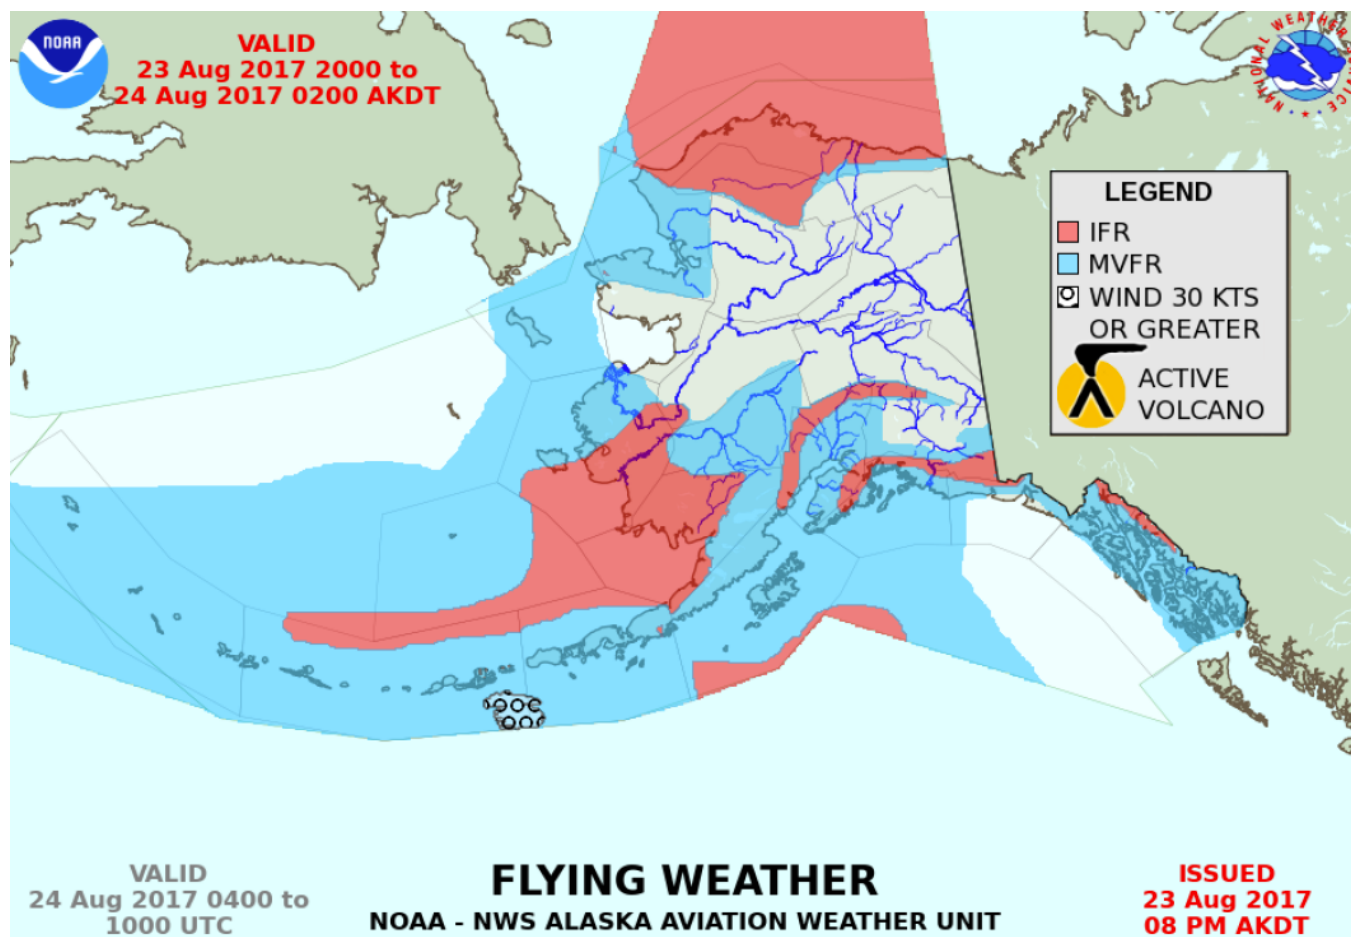 NOAA
VALID
23 Aug 2017 2000 to
24 Aug 2017 0200 AKDT
NATIONAL WEATHER SERVICE
LEGEND
IFR
MVFR
WIND 30 KTS
OR GREATER
ACTIVE
VOLCANO
VALID
24 Aug 2017 0400 to
1000 UTC
FLYING WEATHER
NOAA - NWS ALASKA AVIATION WEATHER UNIT
ISSUED
23 Aug 2017
08 PM AKDT